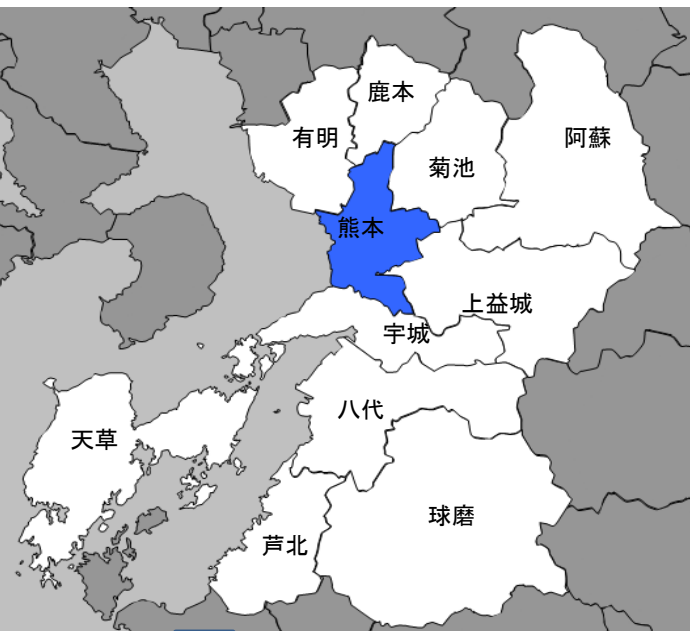 鹿本
有明
阿蘇
菊池
熊本
上益城
宇城
八代
天草
球磨
芦北